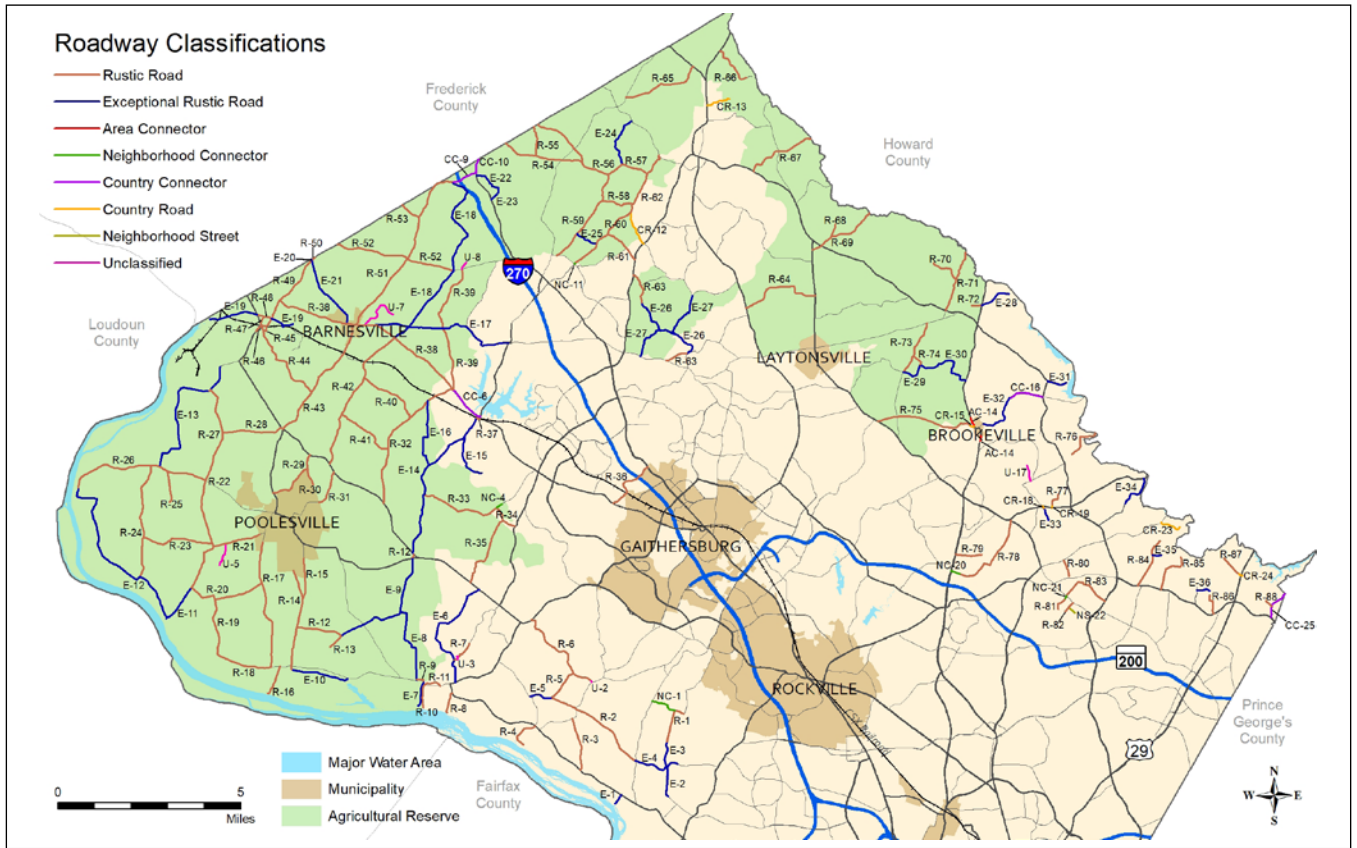 Roadway Classifications
Rustic Road
Exceptional Rustic Road
Area Connector
Neighborhood Connector
Country Connector
Country Road
Neighborhood Street
Unclassified
Frederick
County
Howard
County
Loudoun
County
Fairfax
County
Prince
George's
County
R-65
R-66
CR-13
E-24
R-55
R-54
R-56
R-57
R-67
CC-9
CC-10
E-22
E-23
E-18
R-58
R-62
R-53
R-59
R-60
E-25
CR-12
R-61
NC-11
R-68
R-69
R-50
E-20
R-52
R-52
U-8
270
R-70
R-71
R-72
E-28
R-49
E-21
R-51
E-18
R-39
R-63
R-64
E-26
E-27
R-48
E-19
R-38
U-7
E-19
R-47
R-45
BARNESVILLE
E-17
E-27
E-26
R-63
R-46
R-44
R-38
R-39
LAYTONSVILLE
R-73
R-74
E-30
E-29
E-31
CC-16
E-32
R-42
R-40
CC-6
E-13
R-43
R-37
R-75
CR-15
AC-14
BROOKEVILLE
AC-14
R-27
R-28
R-41
R-32
E-16
E-15
R-76
R-26
R-29
E-14
R-36
U-17
R-22
R-30
R-31
R-25
R-33
NC-4
R-34
E-34
R-77
CR-18
CR-19
E-33
POOLESVILLE
GAITHERSBURG
CR-23
R-24
R-23
R-21
U-5
R-35
R-12
R-79
R-78
NC-20
R-80
R-84
E-35
R-85
R-87
CR-24
E-12
R-20
R-17
R-15
E-9
E-11
R-14
E-6
NC-21
R-83
R-81
R-82
NS-22
E-36
R-86
R-88
CC-25
R-19
R-12
R-13
E-8
R-7
R-6
U-3
R-18
E-10
R-9
R-11
R-5
U-2
200
R-16
E-7
R-10
R-8
E-5
R-2
NC-1
R-1
ROCKVILLE
CSX Railroad
R-4
R-3
E-3
E-4
E-2
E-1
29
Major Water Area
Municipality
Agricultural Reserve
0
5
Miles
N
W
E
S